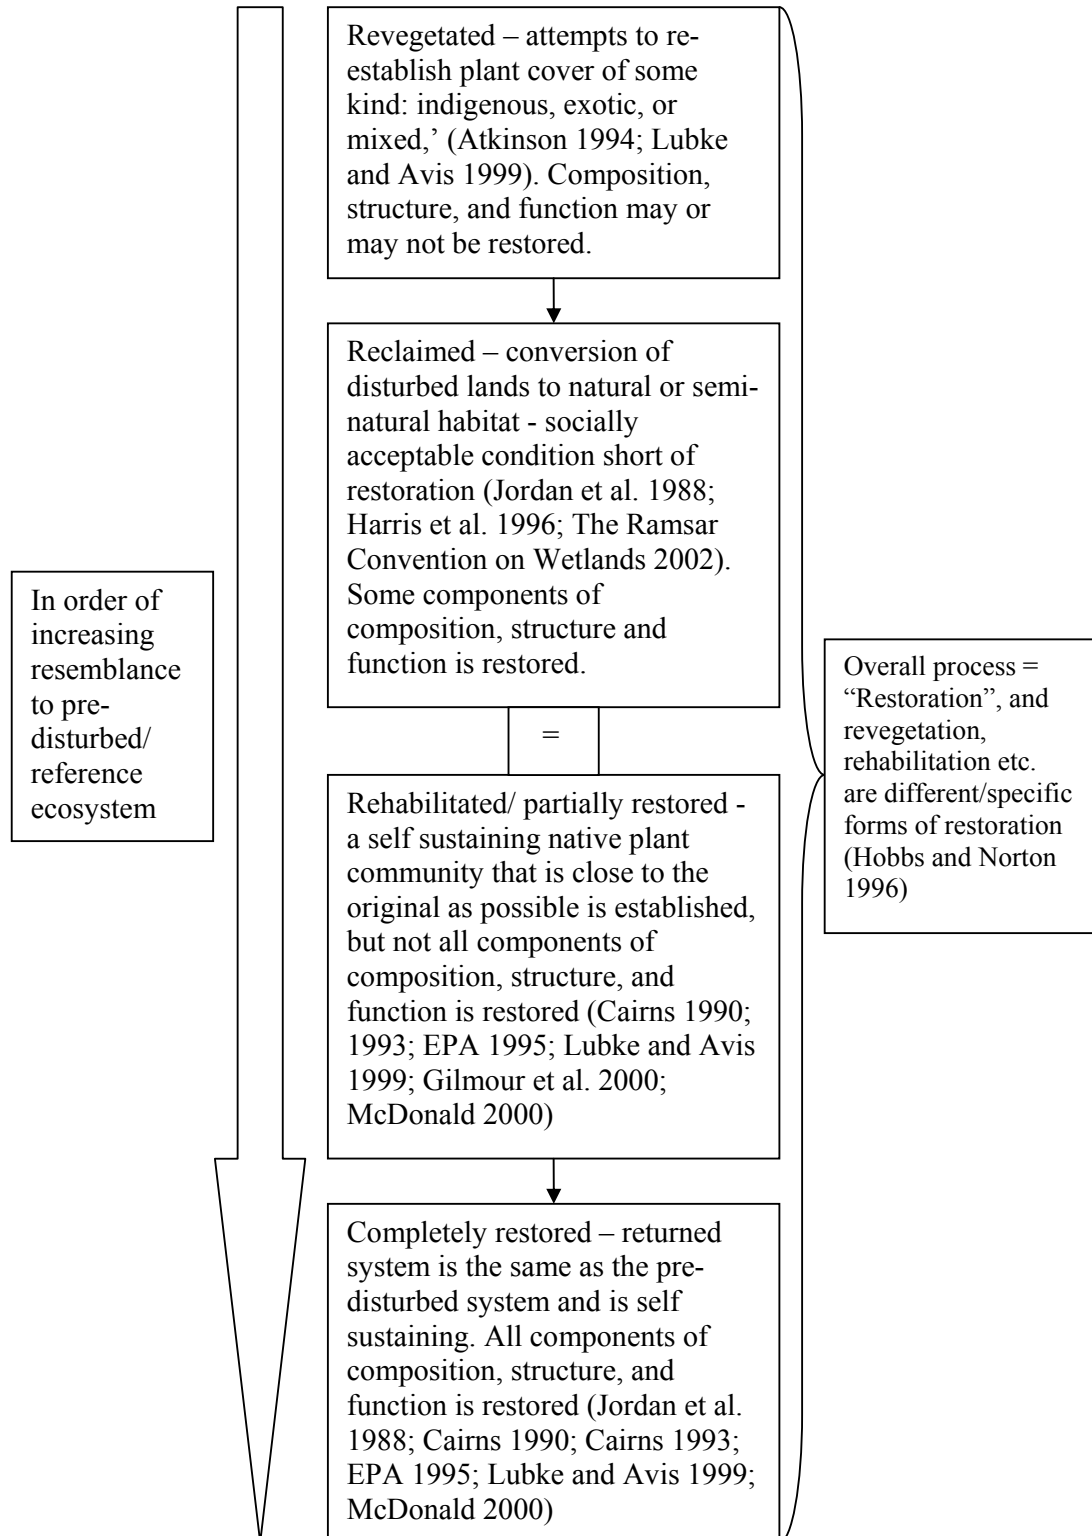 Revegetated – attempts to re-
establish plant cover of some
kind: indigenous, exotic, or
mixed,’ (Atkinson 1994; Lubke
and Avis 1999). Composition,
structure, and function may or
may not be restored.
Reclaimed – conversion of
disturbed lands to natural or semi-
natural habitat - socially
acceptable condition short of
restoration (Jordan et al. 1988;
Harris et al. 1996; The Ramsar
Convention on Wetlands 2002).
Some components of
composition, structure and
function is restored.
=
Rehabilitated/ partially restored -
a self sustaining native plant
community that is close to the
original as possible is established,
but not all components of
composition, structure, and
function is restored (Cairns 1990;
1993; EPA 1995; Lubke and Avis
1999; Gilmour et al. 2000;
McDonald 2000)
Completely restored – returned
system is the same as the pre-
disturbed system and is self
sustaining. All components of
composition, structure, and
function is restored (Jordan et al.
1988; Cairns 1990; Cairns 1993;
EPA 1995; Lubke and Avis 1999;
McDonald 2000)
In order of
increasing
resemblance
to pre-
disturbed/
reference
ecosystem
Overall process =
“Restoration”, and
revegetation,
rehabilitation etc.
are different/specific
forms of restoration
(Hobbs and Norton
1996)